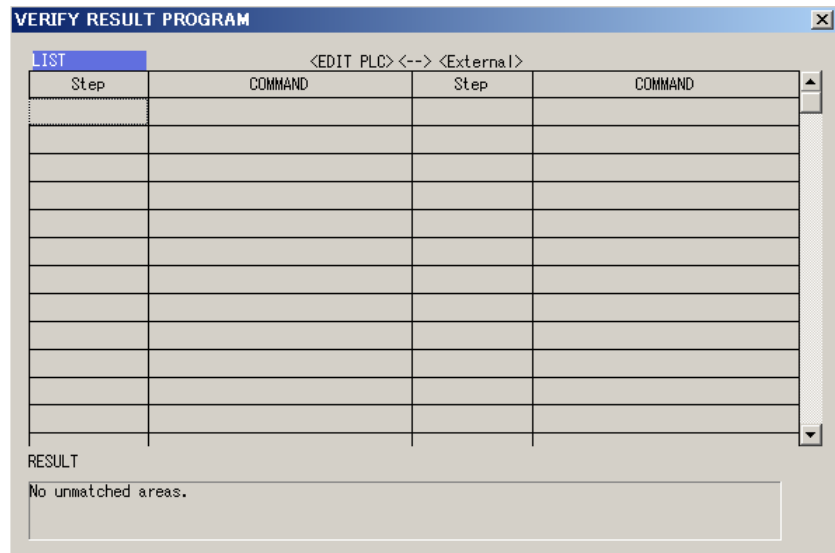 VERIFY RESULT PROGRAM
LIST <EDIT PLC><--><External>
Step COMMAND Step COMMAND
RESULT
No unmatched areas.